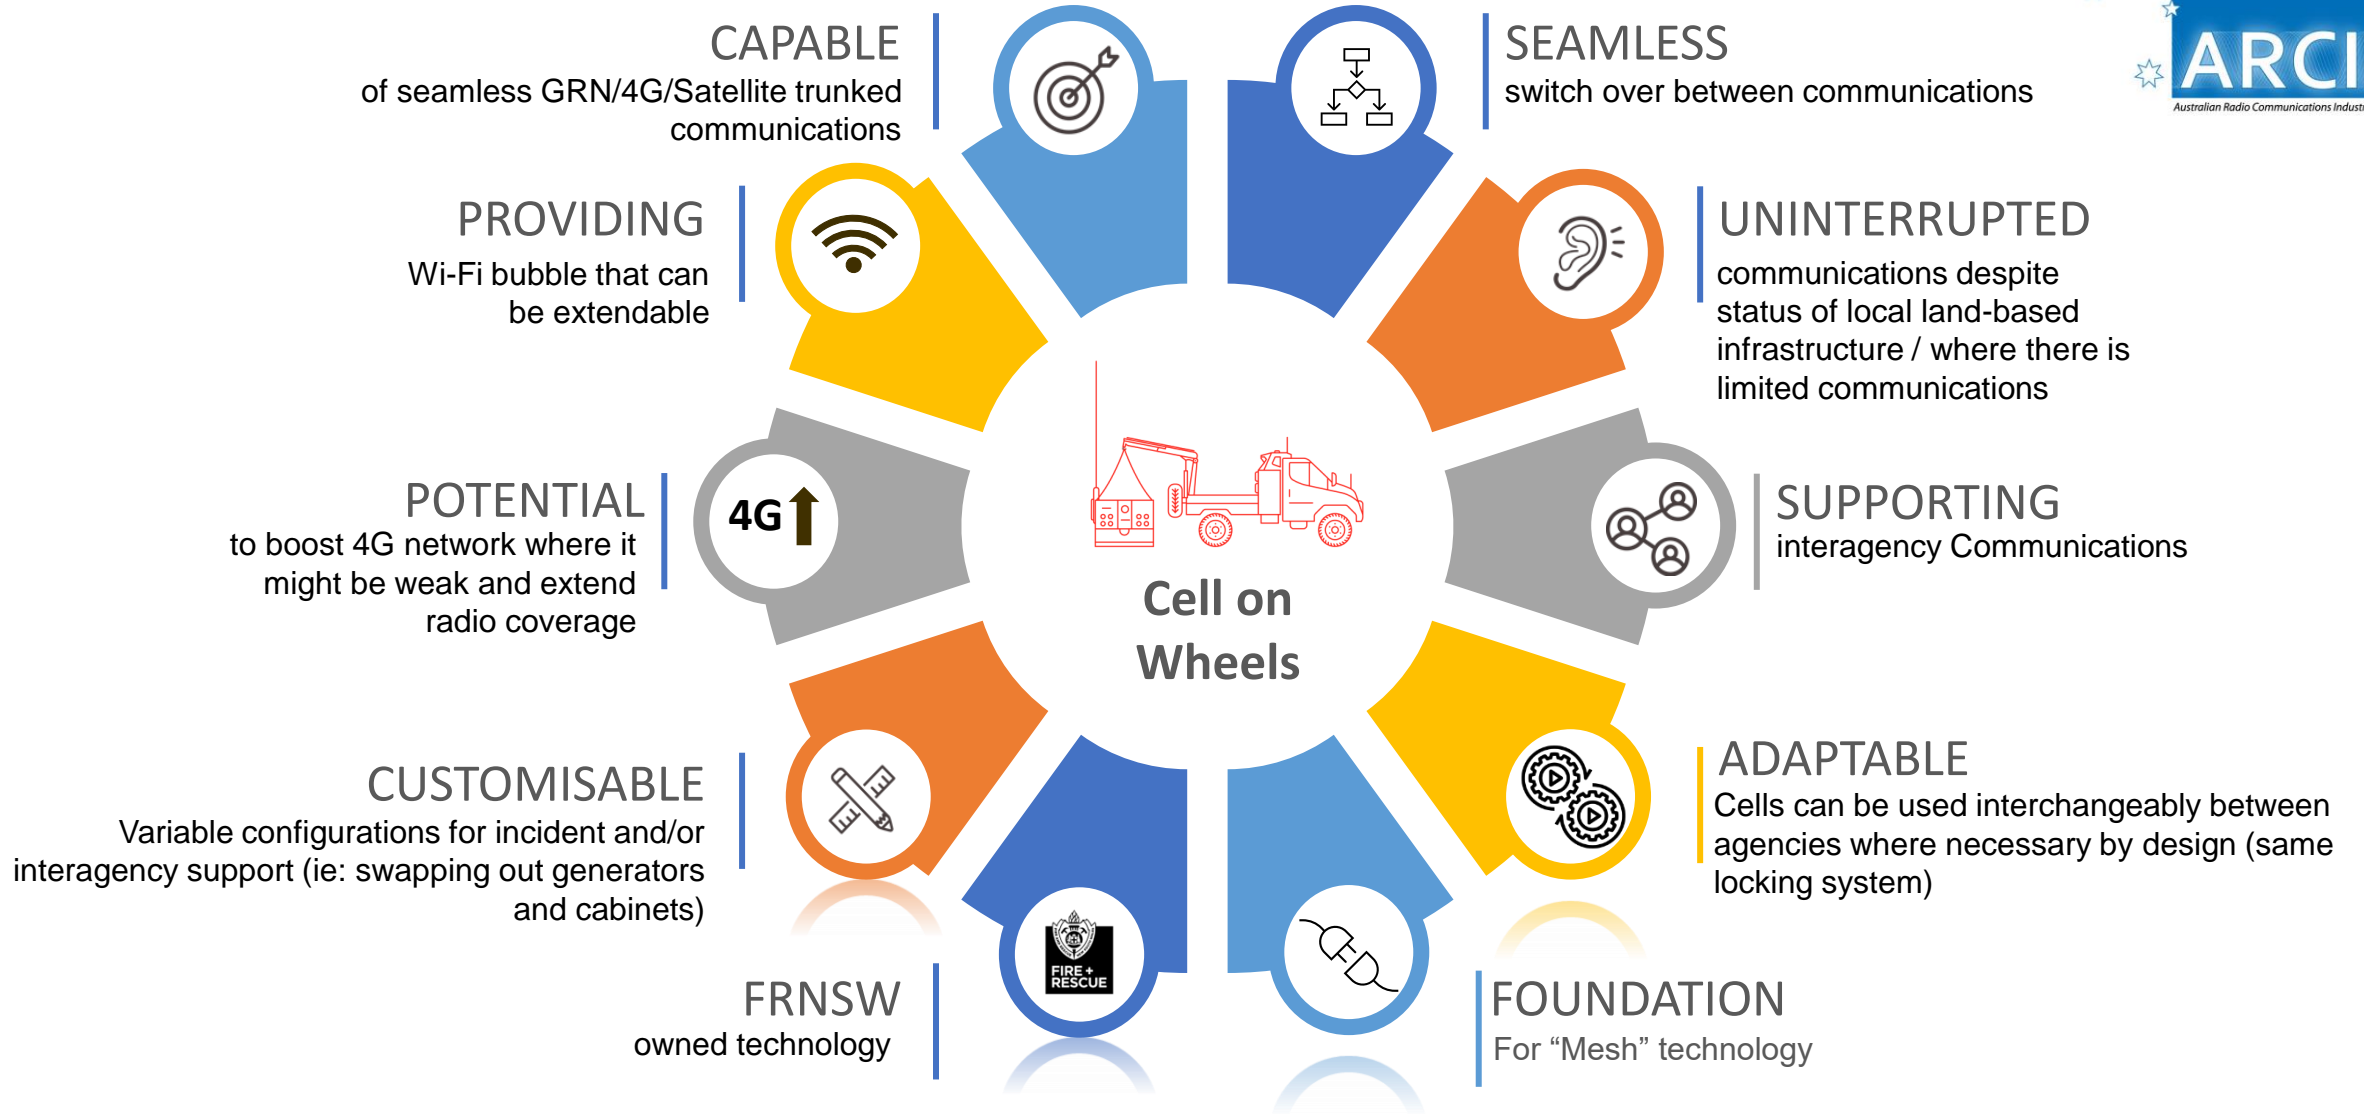 CAPABLE
of seamless GRN/4G/Satellite trunked
communications
SEAMLESS
switch over between communications
ARCI
Australian Radio Communications
PROVIDING
Wi-Fi bubble that can
be extendable
UNINTERRUPTED
communications despite
status of local land-based
infrastructure / where there is
limited communications
POTENTIAL
to boost 4G network where it
might be weak and extend
radio coverage
4G
SUPPORTING
interagency Communications
Cell on
Wheels
CUSTOMISABLE
Variable configurations for incident and/or
interagency support (ie: swapping out generators
and cabinets)
ADAPTABLE
Cells can be used interchangeably between
agencies where necessary by design (same
locking system)
FRNSW
owned technology
FIRE +
RESCUE
FOUNDATION
For “Mesh” technology